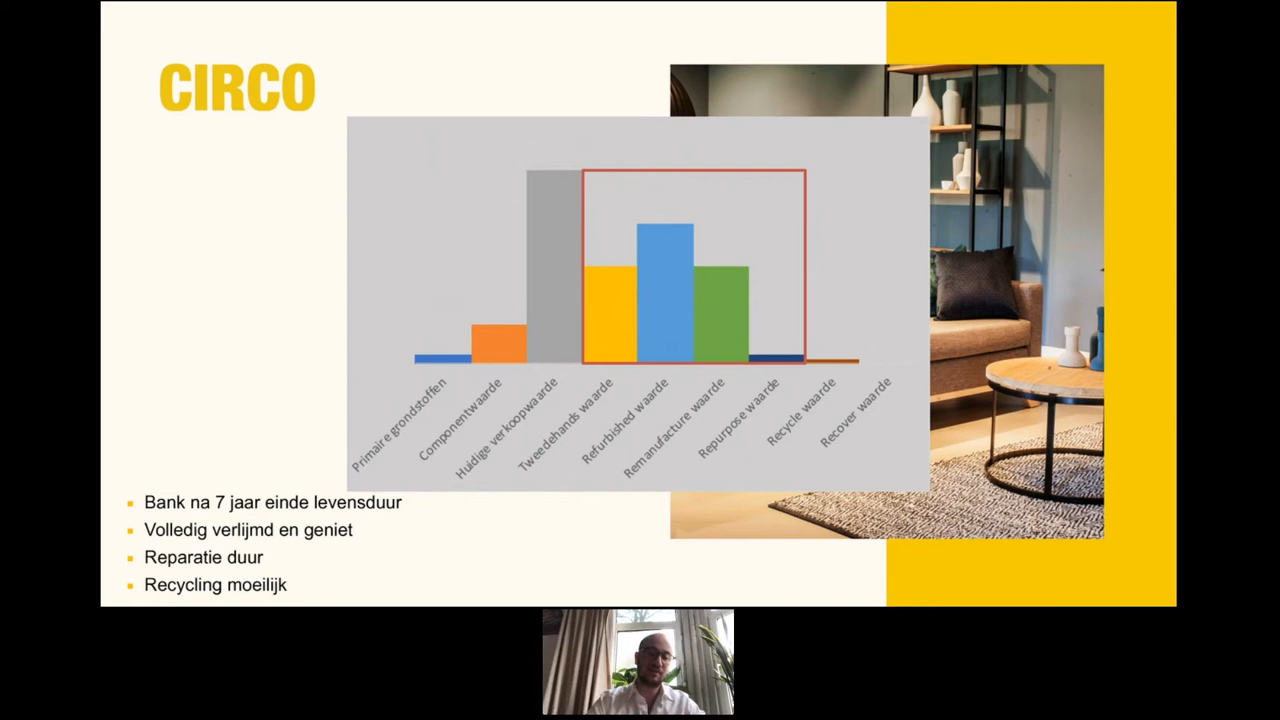 CIRCO
Primaire grondstoffen
Componentwaarde
Huidige verkoopwaarde
Tweedehands waarde
Refurbished waarde
Remanufacture waarde
Repurpose waarde
Recycle waarde
Recover waarde
Bank na 7 jaar einde levensduur
Volledig verlijmd en geniet
Reparatie duur
Recycling moeilijk